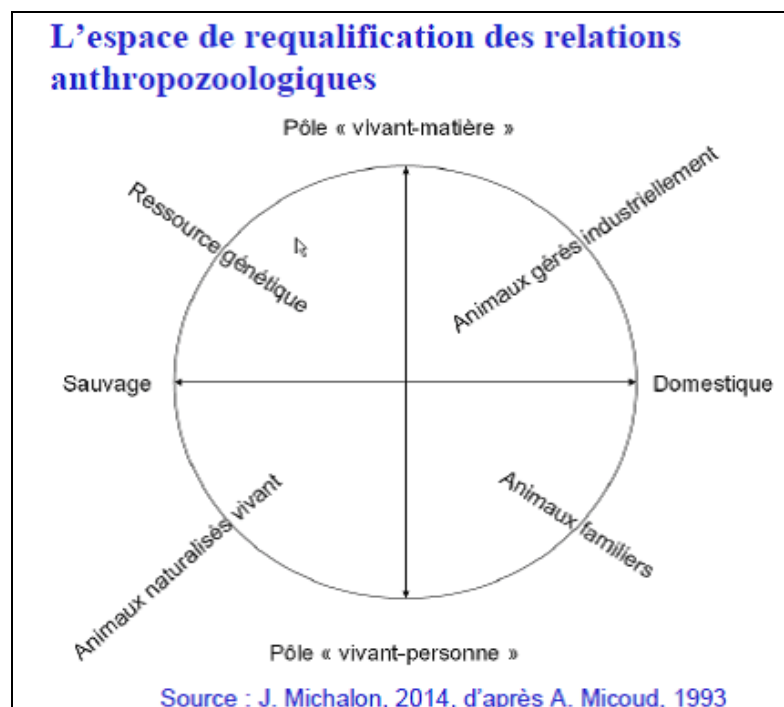 L'espace de requalification des relations
anthropozoologiques
Pôle « vivant-matière »
Ressource génétique
Animaux gérés industriellement
Sauvage
Domestique
Animaux naturalisés vivant
Animaux familiers
Pôle « vivant-personne »
Source : J. Michalon, 2014, d'après A. Micoud, 1993